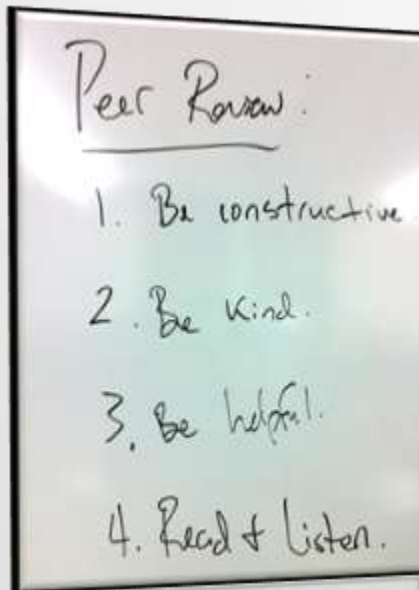 Peer Review:
1. Be constructive.
2. Be kind.
3. Be helpful.
4. Read + Listen.